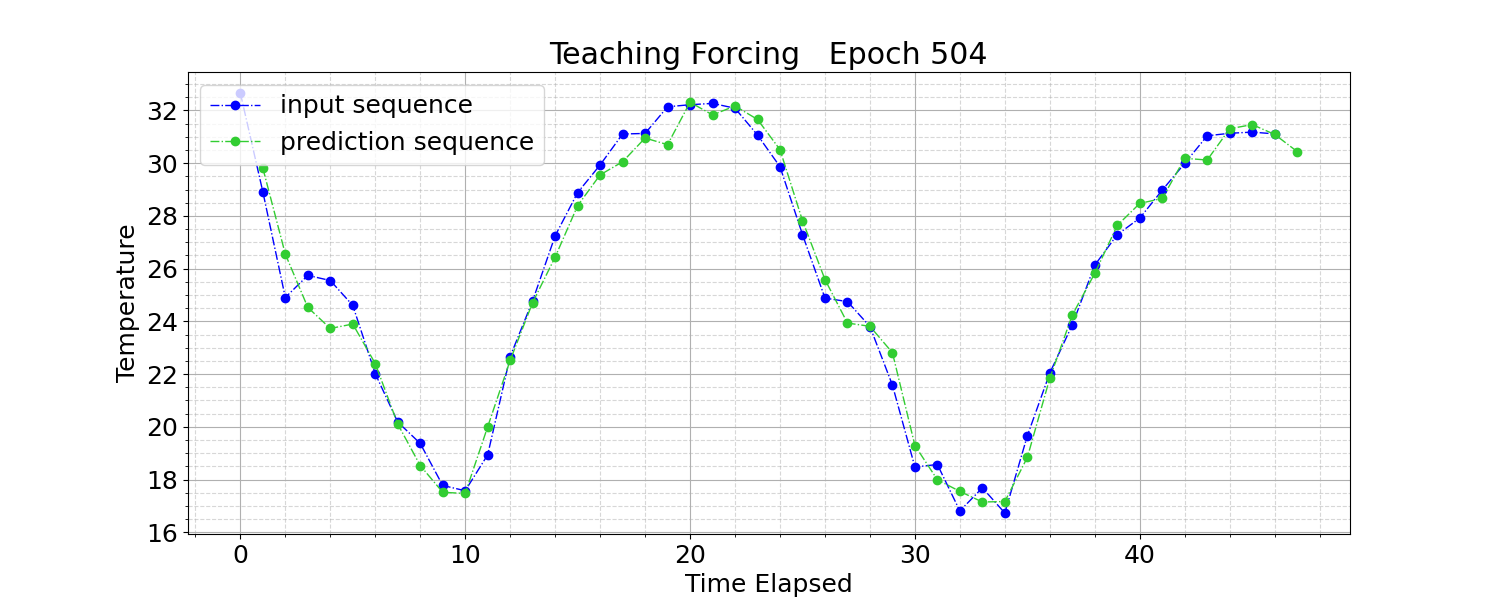 Teaching Forcing   Epoch 504
input sequence
prediction sequence
Temperature
32
30
28
26
24
22
20
18
16
0 10 20 30 40
Time Elapsed